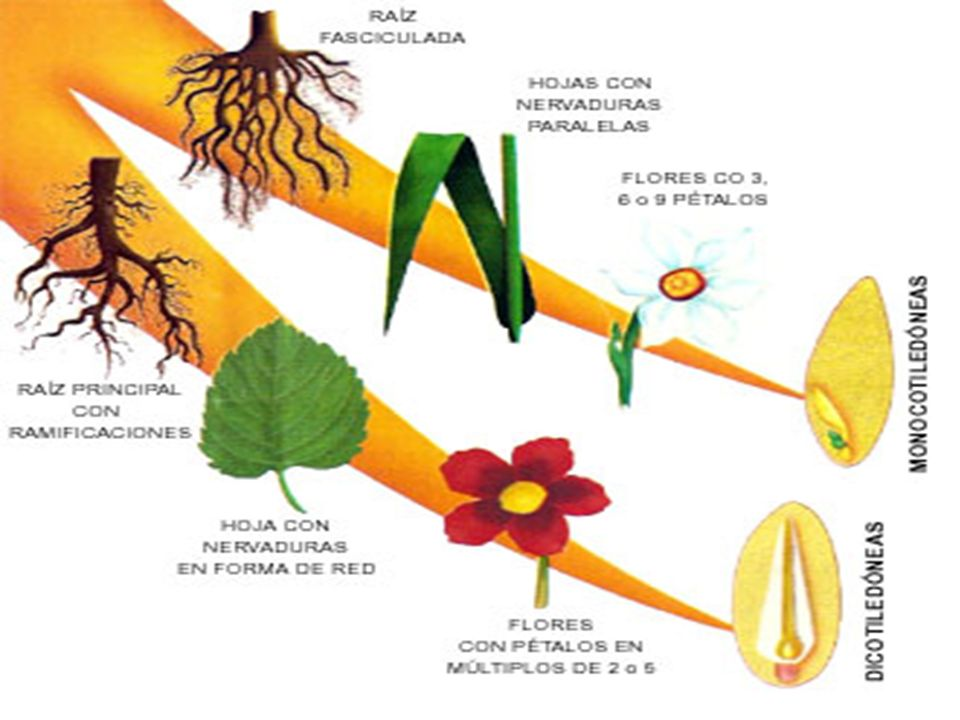 RAÍZ
FASCICULADA
HOJAS CON
NERVADURAS
PARALELAS
FLORES CO 3,
6 o 9 PÉTALOS
MONOCOTILEDÓNEAS
RAÍZ PRINCIPAL
CON
RAMIFICACIONES
HOJA CON
NERVADURAS
EN FORMA DE RED
FLORES
CON PÉTALOS EN
MÚLTIPLOS DE 2 o 5
DICOTILEDÓNEAS